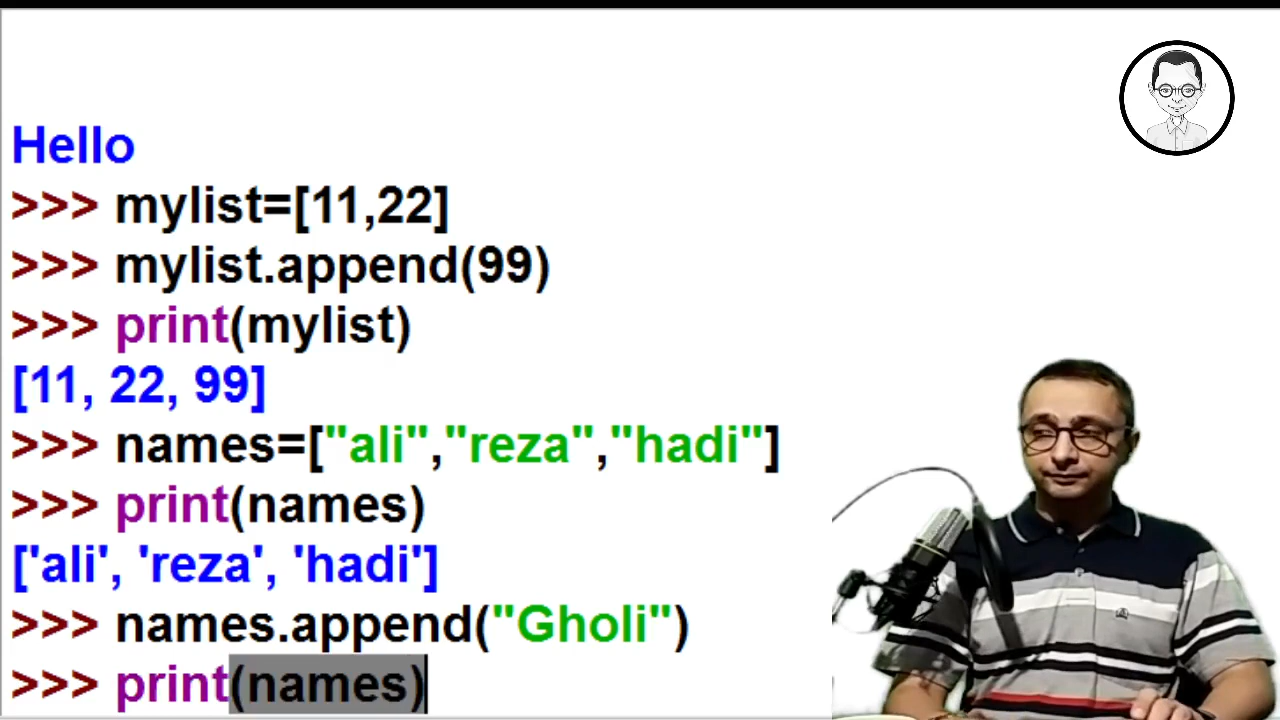 Hello
>>> mylist=[11,22]
>>> mylist.append(99)
>>> print(mylist)
[11, 22, 99]
>>> names=["ali","reza","hadi"]
>>> print(names)
['ali', 'reza', 'hadi']
>>> names.append("Gholi")
>>> print(names)